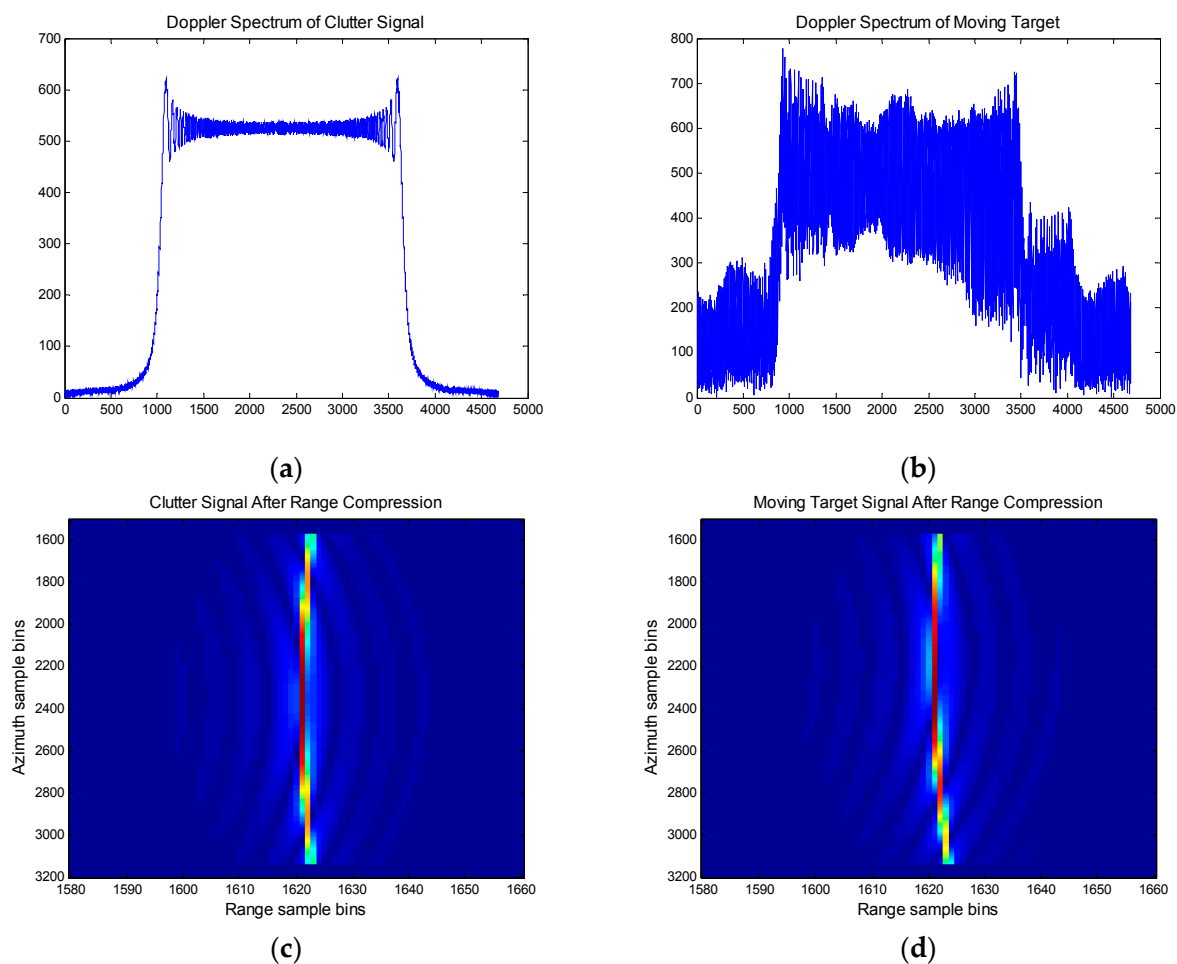 Doppler Spectrum of Clutter Signal
700
600
500
400
300
200
100
0
0 500 1000 1500 2000 2500 3000 3500 4000 4500 5000
(a)
Doppler Spectrum of Moving Target
800
700
600
500
400
300
200
100
0
0 500 1000 1500 2000 2500 3000 3500 4000 4500 5000
(b)
Clutter Signal After Range Compression
Azimuth sample bins
1600
1800
2000
2200
2400
2600
2800
3000
3200
1580 1590 1600 1610 1620 1630 1640 1650 1660
Range sample bins
(c)
Moving Target Signal After Range Compression
Azimuth sample bins
1600
1800
2000
2200
2400
2600
2800
3000
3200
1580 1590 1600 1610 1620 1630 1640 1650 1660
Range sample bins
(d)